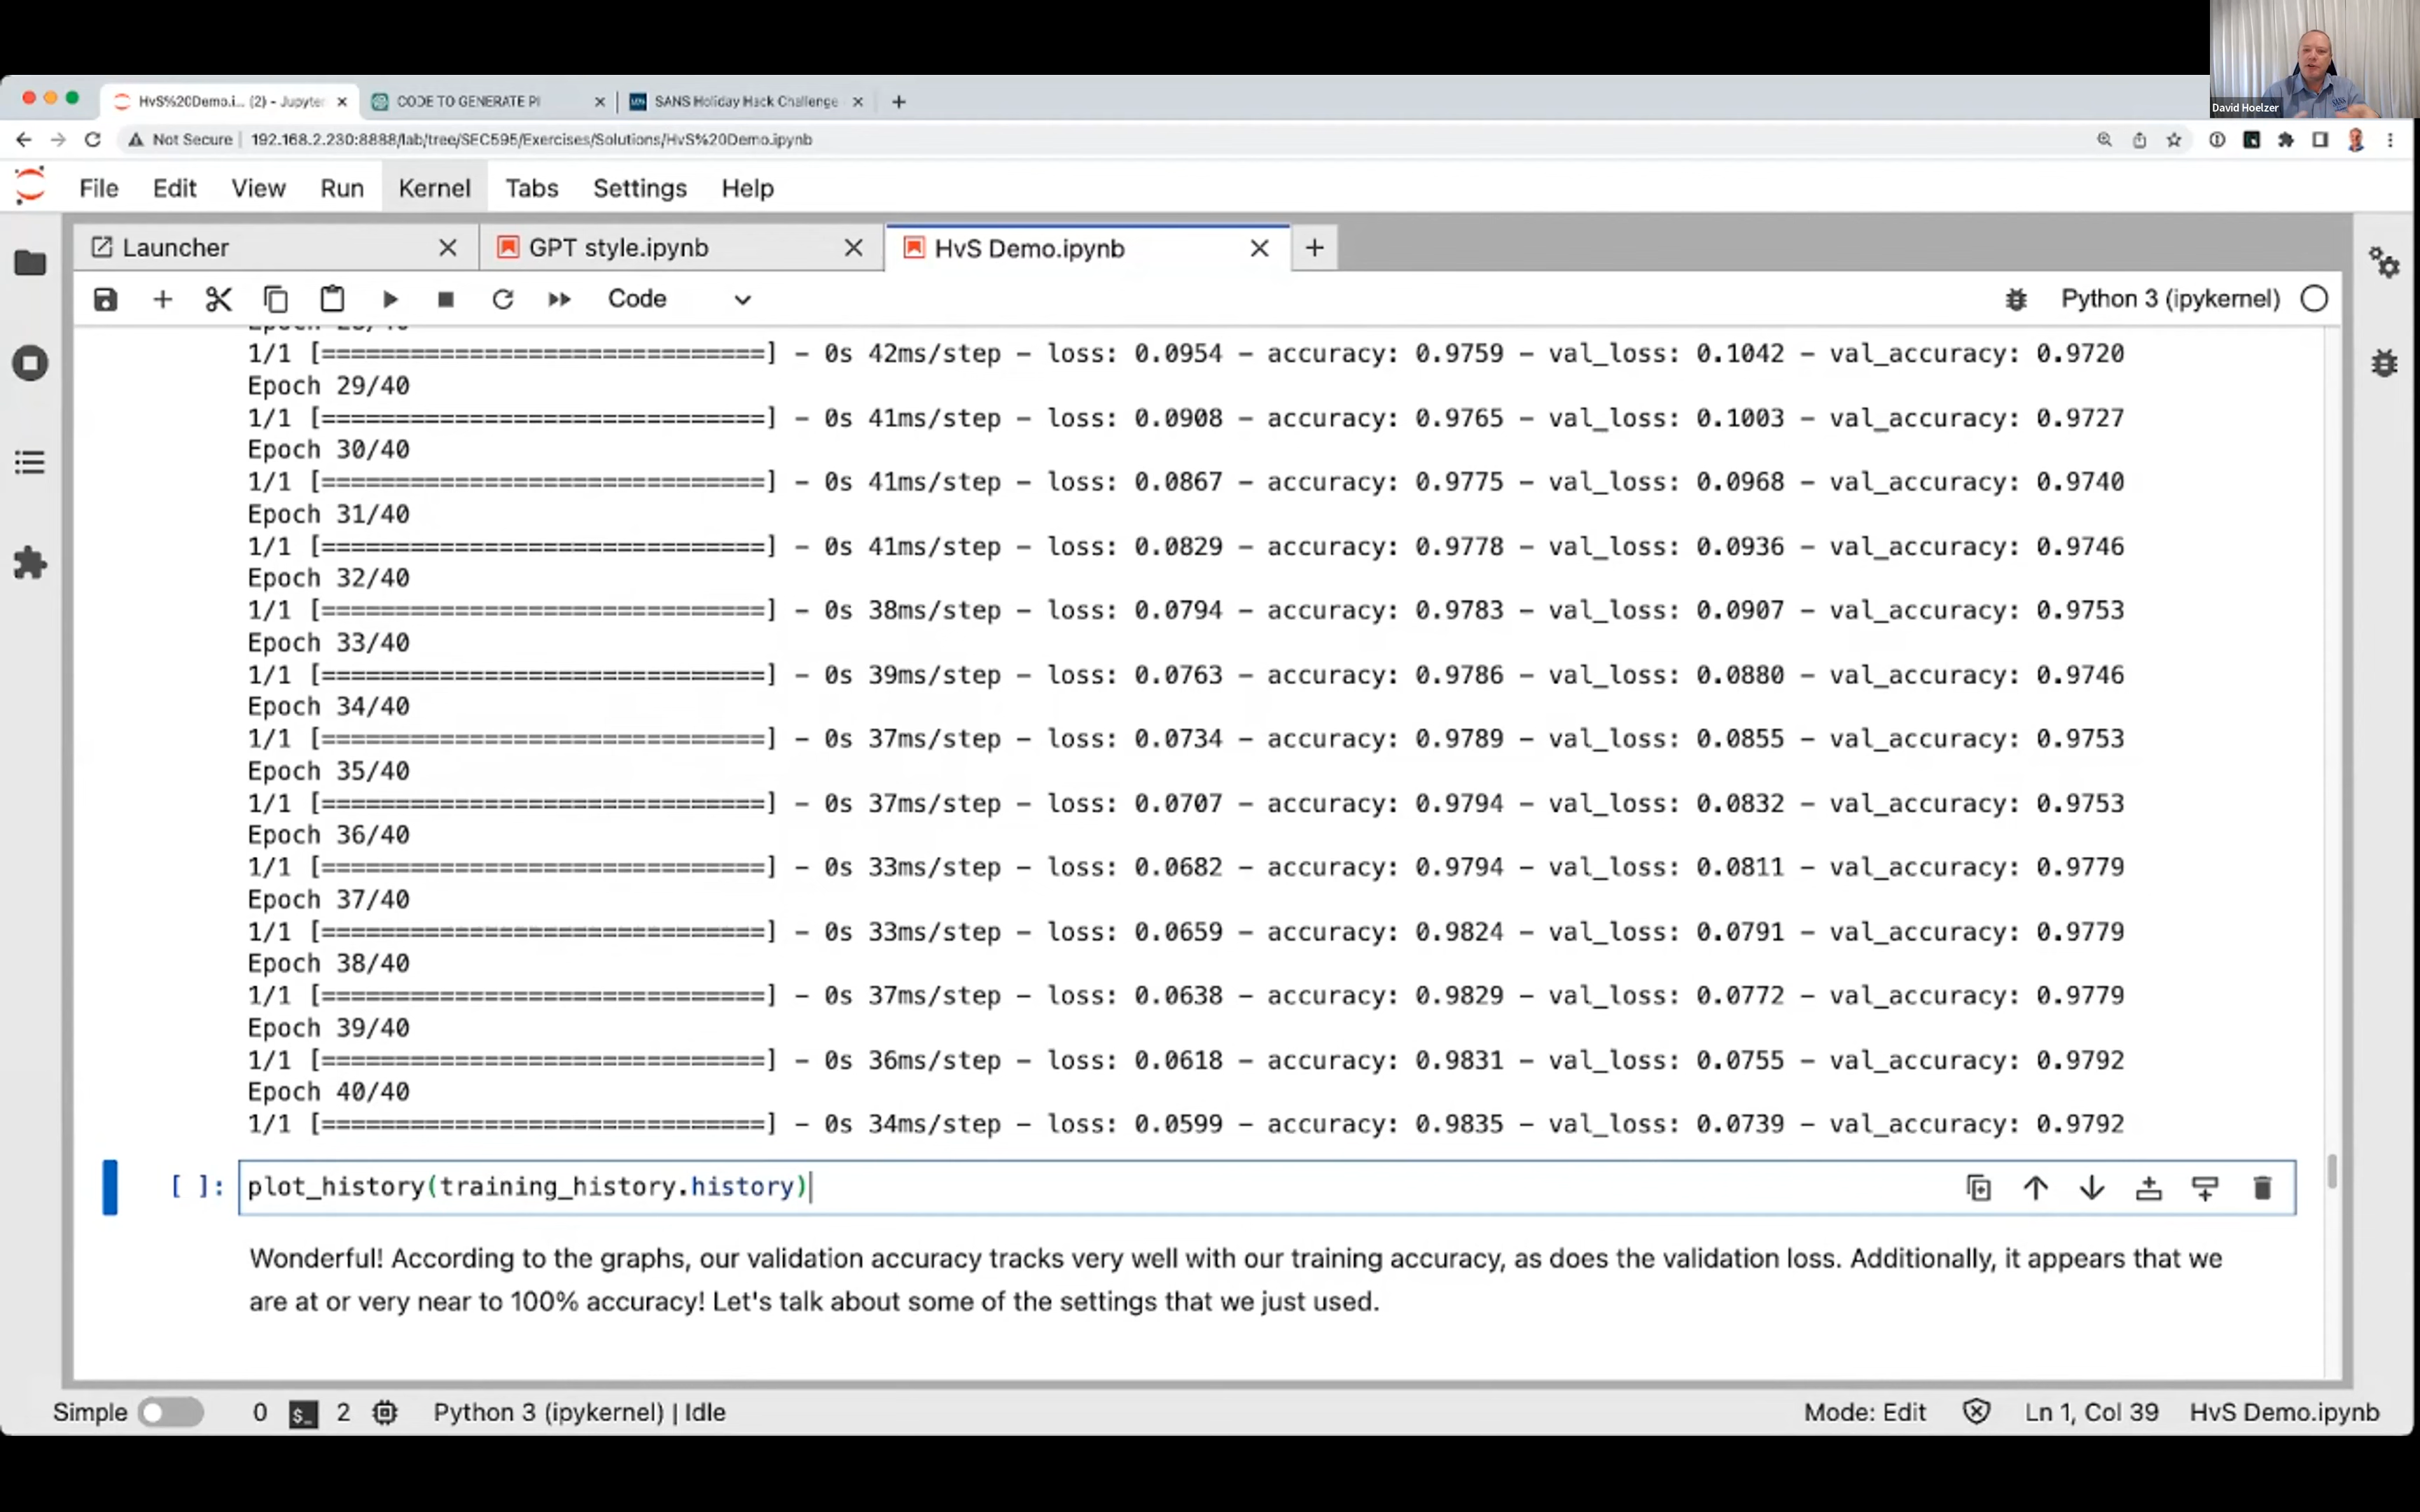 David Hoelzer
HvS%20Demo.i... (2) - Jupyter
CODE TO GENERATE PI
SANS Holiday Hack Challenge
Not Secure
192.168.2.230:8888/lab/tree/SEC595/Exercises/Solutions/HvS%20Demo.ipynb
File Edit View Run Kernel Tabs Settings Help
Launcher
GPT style.ipynb
HvS Demo.ipynb
Code
Python 3 (ipykernel)
1/1 [==============================] - 0s 42ms/step - loss: 0.0954 - accuracy: 0.9759 - val_loss: 0.1042 - val_accuracy: 0.9720
Epoch 29/40
1/1 [==============================] - 0s 41ms/step - loss: 0.0908 - accuracy: 0.9765 - val_loss: 0.1003 - val_accuracy: 0.9727
Epoch 30/40
1/1 [==============================] - 0s 41ms/step - loss: 0.0867 - accuracy: 0.9775 - val_loss: 0.0968 - val_accuracy: 0.9740
Epoch 31/40
1/1 [==============================] - 0s 41ms/step - loss: 0.0829 - accuracy: 0.9778 - val_loss: 0.0936 - val_accuracy: 0.9746
Epoch 32/40
1/1 [==============================] - 0s 38ms/step - loss: 0.0794 - accuracy: 0.9783 - val_loss: 0.0907 - val_accuracy: 0.9753
Epoch 33/40
1/1 [==============================] - 0s 39ms/step - loss: 0.0763 - accuracy: 0.9786 - val_loss: 0.0880 - val_accuracy: 0.9746
Epoch 34/40
1/1 [==============================] - 0s 37ms/step - loss: 0.0734 - accuracy: 0.9789 - val_loss: 0.0855 - val_accuracy: 0.9753
Epoch 35/40
1/1 [==============================] - 0s 37ms/step - loss: 0.0707 - accuracy: 0.9794 - val_loss: 0.0832 - val_accuracy: 0.9753
Epoch 36/40
1/1 [==============================] - 0s 33ms/step - loss: 0.0682 - accuracy: 0.9794 - val_loss: 0.0811 - val_accuracy: 0.9779
Epoch 37/40
1/1 [==============================] - 0s 33ms/step - loss: 0.0659 - accuracy: 0.9824 - val_loss: 0.0791 - val_accuracy: 0.9779
Epoch 38/40
1/1 [==============================] - 0s 37ms/step - loss: 0.0638 - accuracy: 0.9829 - val_loss: 0.0772 - val_accuracy: 0.9779
Epoch 39/40
1/1 [==============================] - 0s 36ms/step - loss: 0.0618 - accuracy: 0.9831 - val_loss: 0.0755 - val_accuracy: 0.9792
Epoch 40/40
1/1 [==============================] - 0s 34ms/step - loss: 0.0599 - accuracy: 0.9835 - val_loss: 0.0739 - val_accuracy: 0.9792
[ ]: plot_history(training_history.history)
Wonderful! According to the graphs, our validation accuracy tracks very well with our training accuracy, as does the validation loss. Additionally, it appears that we
are at or very near to 100% accuracy! Let's talk about some of the settings that we just used.
Simple 0 $_ 2 Python 3 (ipykernel) | Idle Mode: Edit Ln 1, Col 39 HvS Demo.ipynb